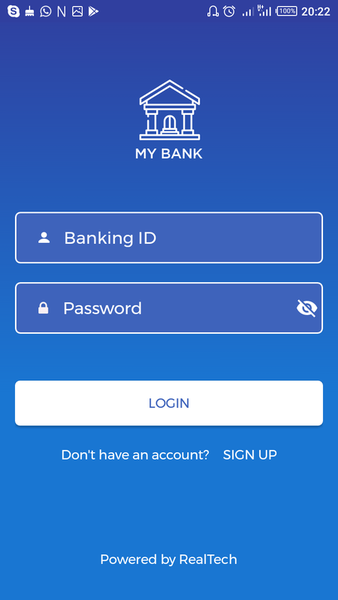 100% 20:22
MY BANK
Banking ID
Password
LOGIN
Don't have an account? SIGN UP
Powered by RealTech